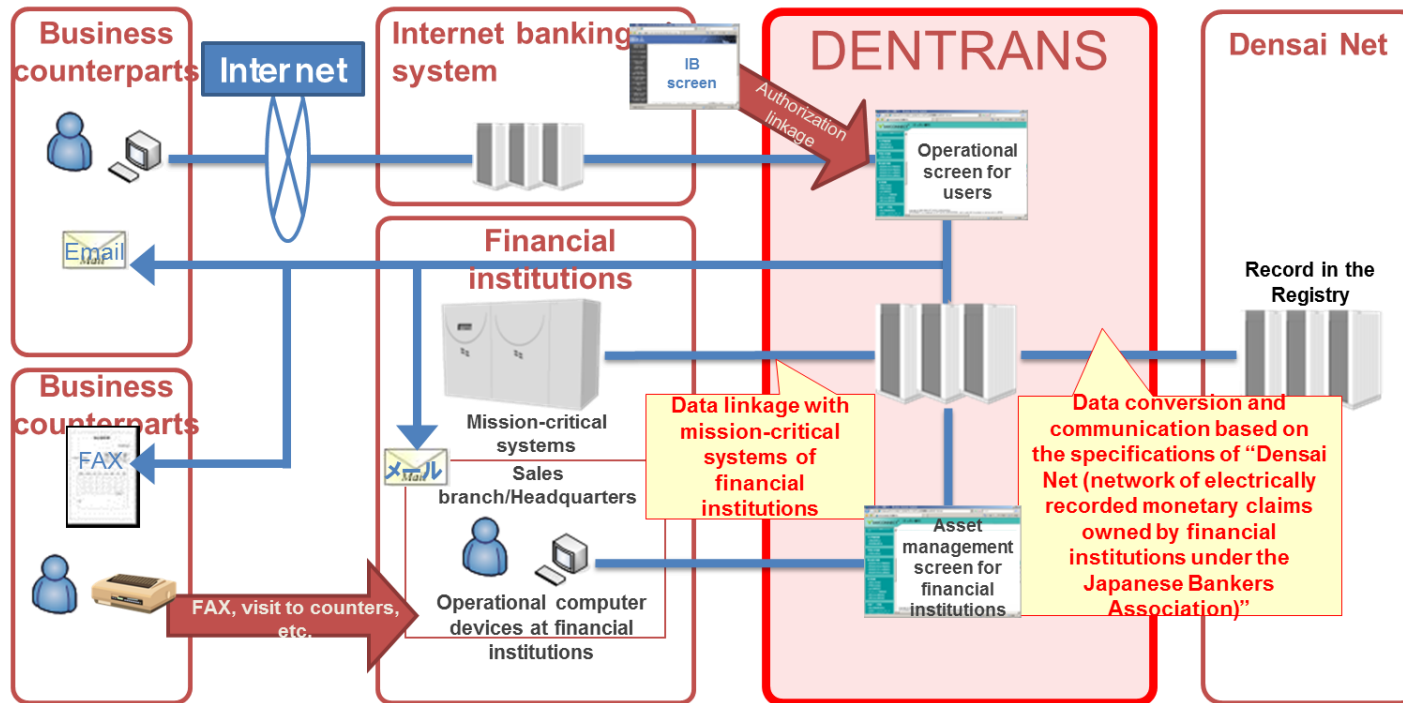 Business
counterparts
Internet
Email
Internet banking
system
IB
screen
Authorization
linkage
DENTRANS
Operational
screen for
users
Densai Net
Record in the
Registry
Financial
institutions
Mission-critical
systems
メール
Mail
Sales
branch/Headquarters
Operational computer
devices at financial
institutions
Business
counterparts
FAX
FAX, visit to counters,
etc.
Data linkage with
mission-critical
systems of
financial
institutions
Asset
management
screen for
financial
institutions
Data conversion and
communication based on
the specifications of “Densai
Net (network of electrically
recorded monetary claims
owned by financial
institutions under the
Japanese Bankers
Association)”